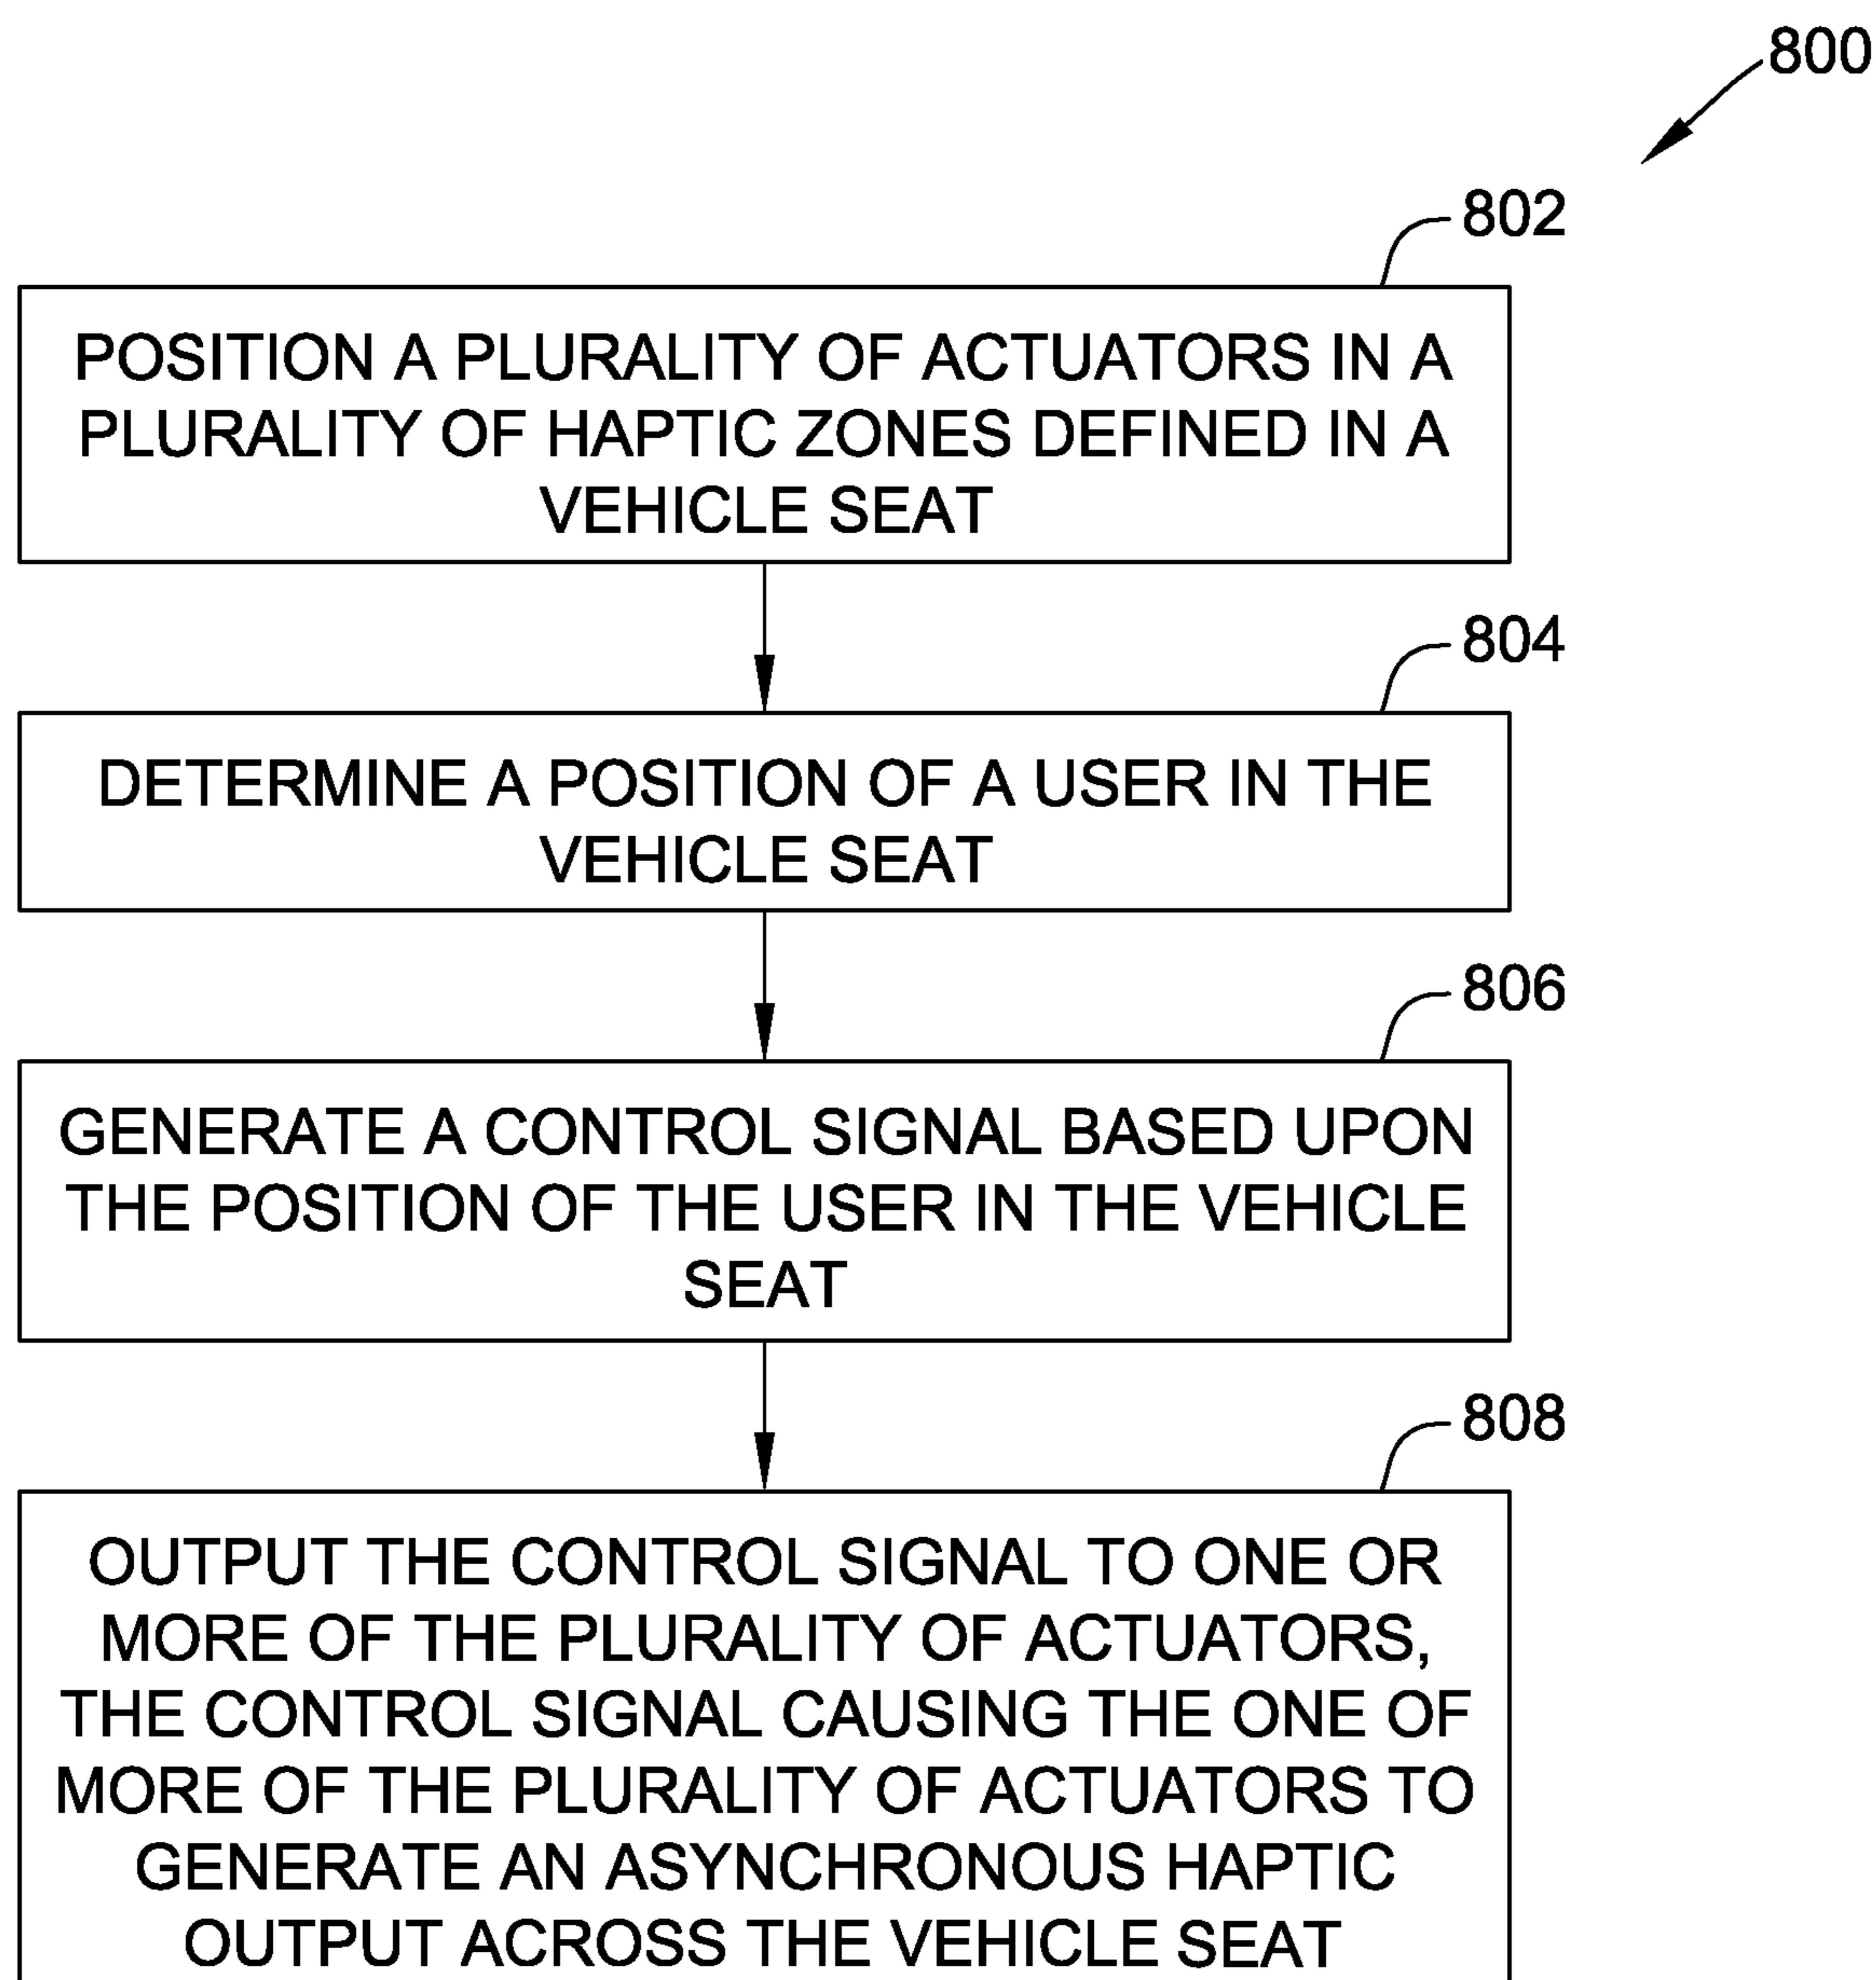 800
802
POSITION A PLURALITY OF ACTUATORS IN A
PLURALITY OF HAPTIC ZONES DEFINED IN A
VEHICLE SEAT
804
DETERMINE A POSITION OF A USER IN THE
VEHICLE SEAT
806
GENERATE A CONTROL SIGNAL BASED UPON
THE POSITION OF THE USER IN THE VEHICLE
SEAT
808
OUTPUT THE CONTROL SIGNAL TO ONE OR
MORE OF THE PLURALITY OF ACTUATORS,
THE CONTROL SIGNAL CAUSING THE ONE OF
MORE OF THE PLURALITY OF ACTUATORS TO
GENERATE AN ASYNCHRONOUS HAPTIC
OUTPUT ACROSS THE VEHICLE SEAT